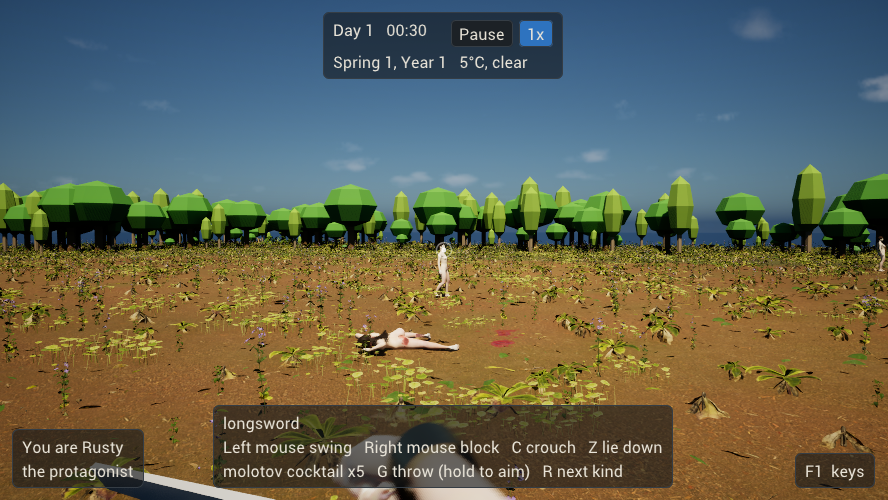 Day 1 00:30 Pause 1x
Spring 1, Year 1 5°C, clear
longsword
Left mouse swing Right mouse block C crouch Z lie down
molotov cocktail x5 G throw (hold to aim) R next kind
You are Rusty
the protagonist
F1 keys